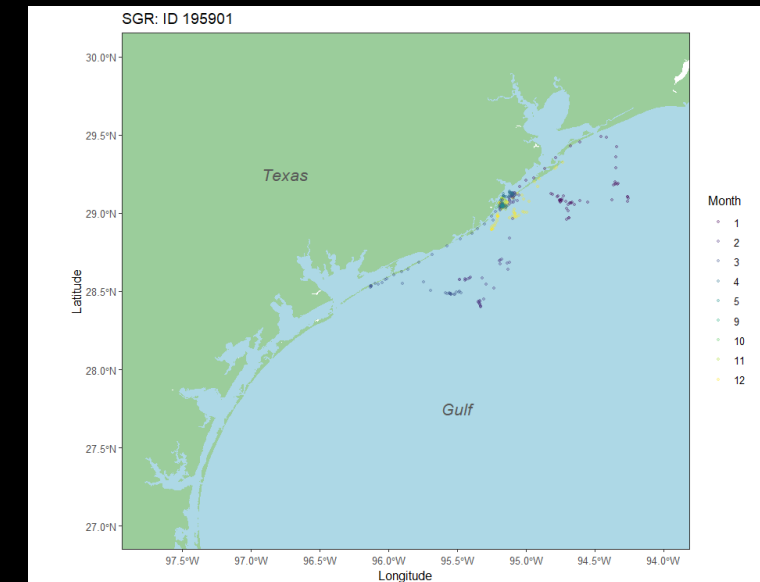 SGR: ID 195901
30.0°N
29.5°N
29.0°N
28.5°N
28.0°N
27.5°N
27.0°N
Latitude
Texas
Gulf
97.5°W 97.0°W 96.5°W 96.0°W 95.5°W 95.0°W 94.5°W 94.0°W
Longitude
Month
1
2
3
4
5
9
10
11
12